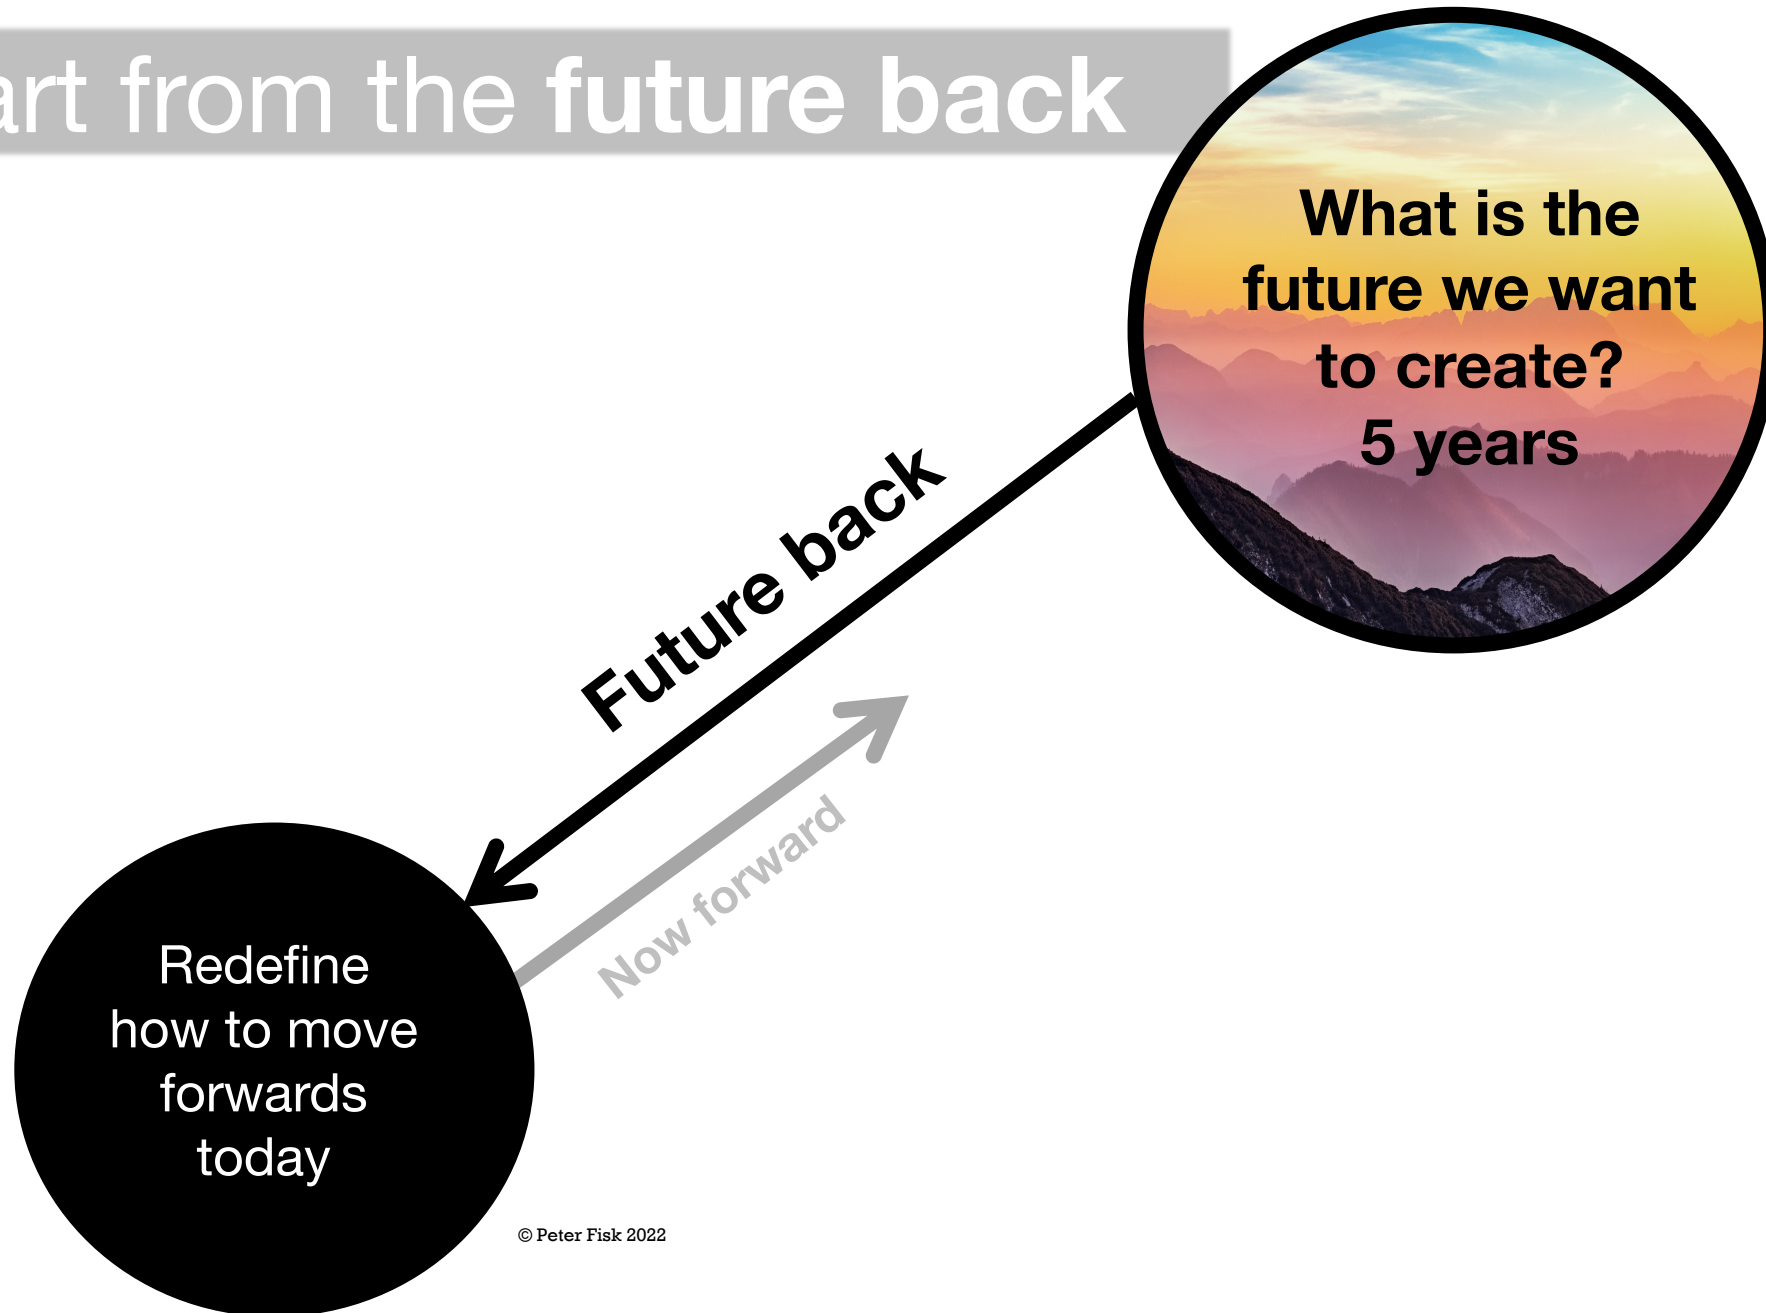 art from the future back
What is the
future we want
to create?
5 years
Future back
Now forward
Redefine
how to move
forwards
today
© Peter Fisk 2022